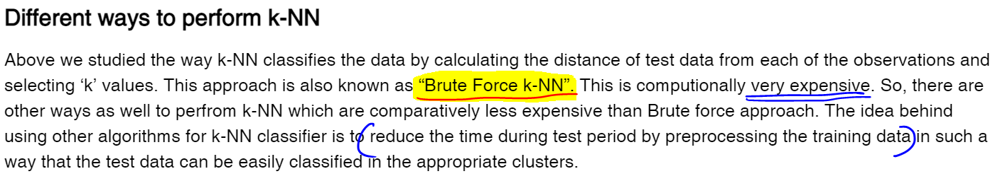 Different ways to perform k-NN
Above we studied the way k-NN classifies the data by calculating the distance of test data from each of the observations and
selecting ‘k’ values. This approach is also known as “Brute Force k-NN”. This is computionally very expensive. So, there are
other ways as well to perfrom k-NN which are comparatively less expensive than Brute force approach. The idea behind
using other algorithms for k-NN classifier is to reduce the time during test period by preprocessing the training data in such a
way that the test data can be easily classified in the appropriate clusters.